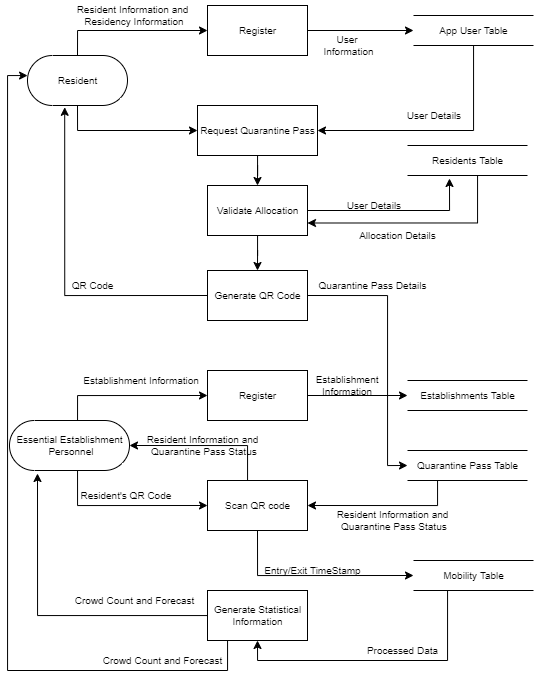 Resident Information and
Residency Information
Register
User
Information
App User Table
Resident
User Details
Request Quarantine Pass
Residents Table
Validate Allocation
User Details
Allocation Details
QR Code
Generate QR Code
Quarantine Pass Details
Establishment Information
Register
Establishment
Information
Establishments Table
Essential Establishment
Personnel
Resident Information and
Quarantine Pass Status
Quarantine Pass Table
Resident's QR Code
Scan QR code
Resident Information and
Quarantine Pass Status
Entry/Exit TimeStamp
Mobility Table
Crowd Count and Forecast
Generate Statistical
Information
Processed Data
Crowd Count and Forecast